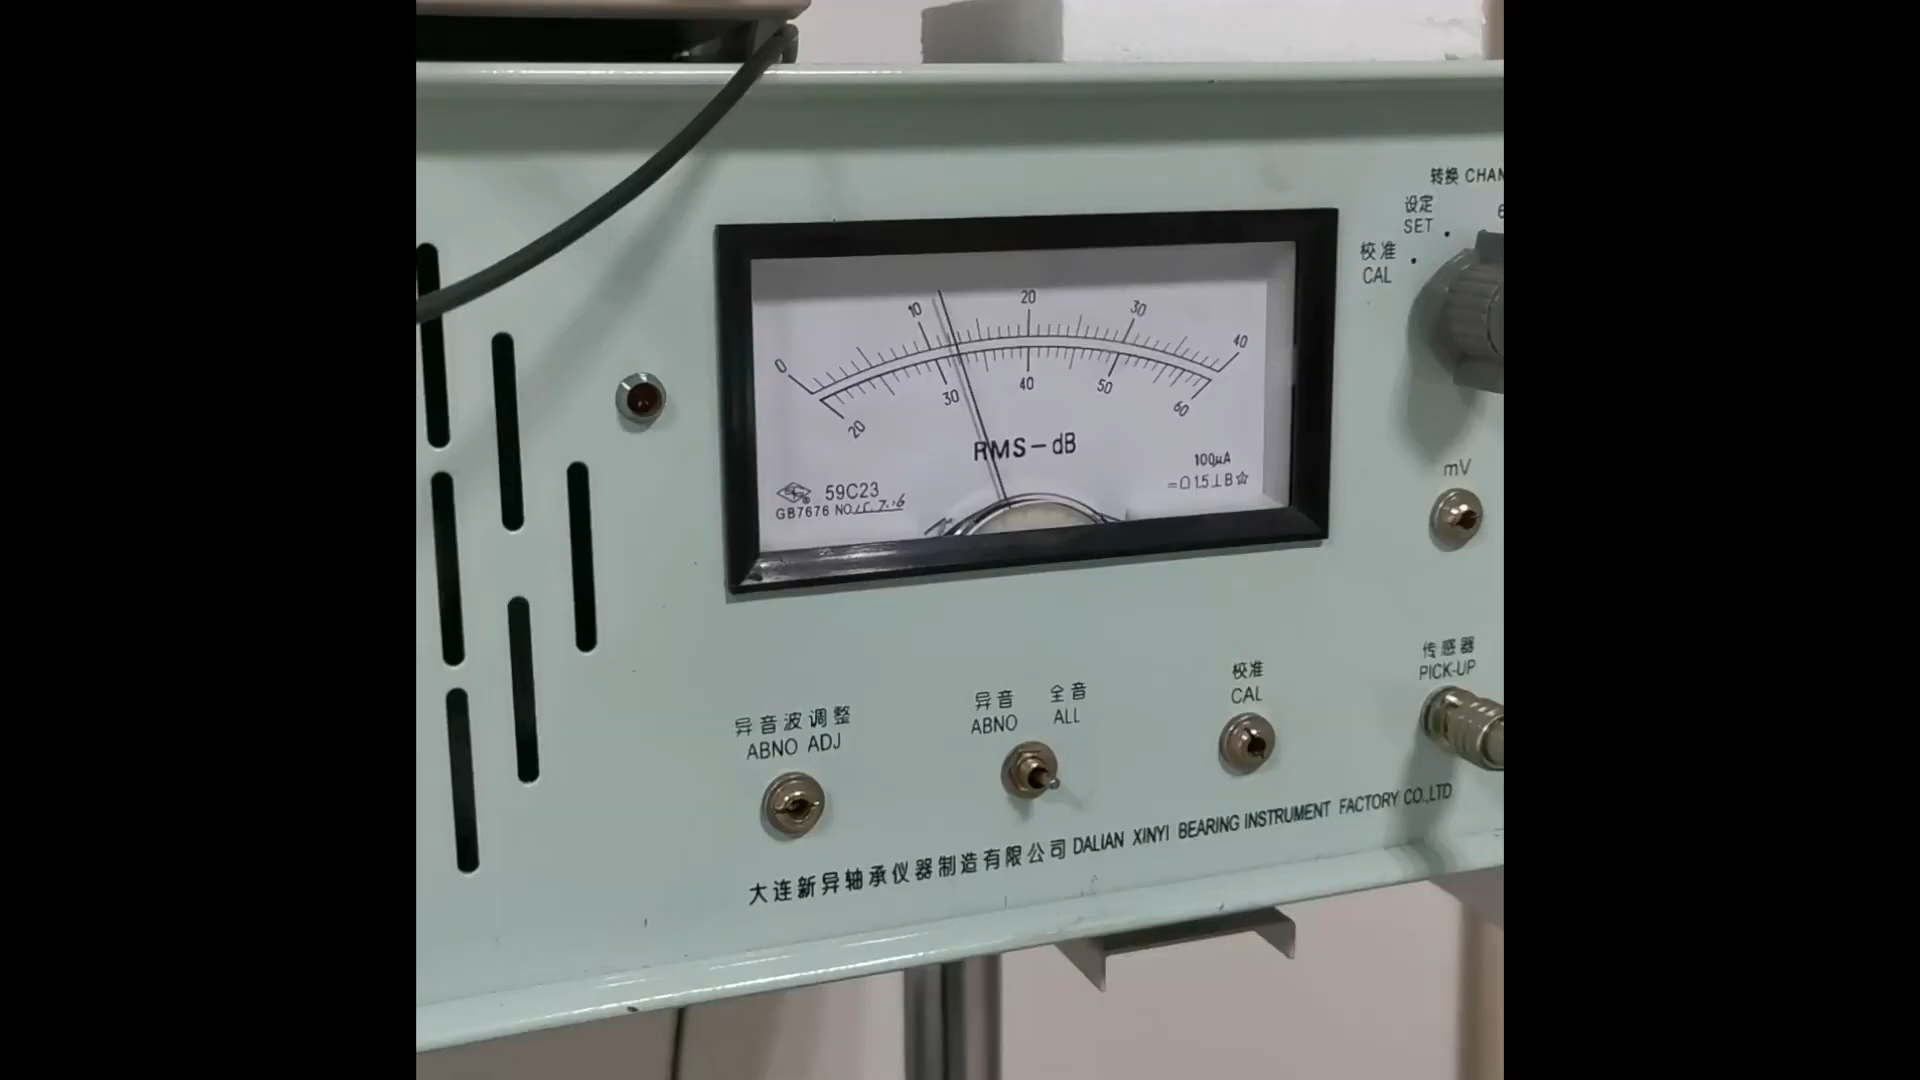 转换 CHAN
设定
SET
6
校准
CAL
0 10 20 30 40
20 30 40 50 60
RMS-dB
100μA
59C23
GB7676 NO.
mV
传感器
PICK-UP
异音波调整
ABNO ADJ
异音 全音
ABNO ALL
校准
CAL
大连新异轴承仪器制造有限公司 DALIAN XINYI BEARING INSTRUMENT FACTORY CO.,LTD